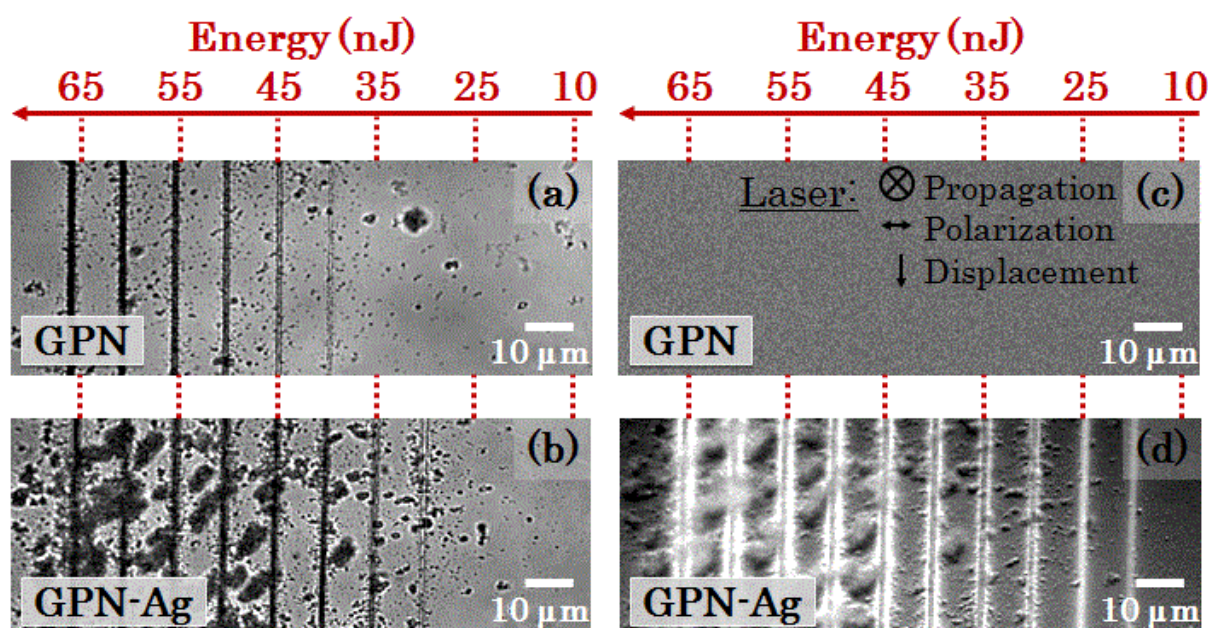 Energy (nJ)
65 55 45 35 25 10
(a)
GPN
10 µm
(b)
GPN-Ag
10 µm
Energy (nJ)
65 55 45 35 25 10
(c)
Laser: Propagation
Polarization
Displacement
GPN
10 µm
(d)
GPN-Ag
10 µm